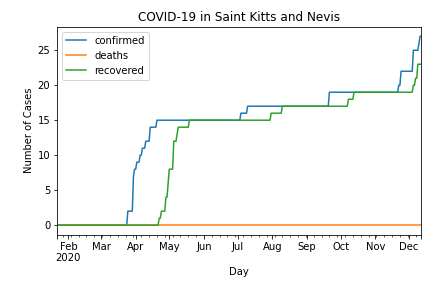 COVID-19 in Saint Kitts and Nevis
confirmed
deaths
recovered
Number of Cases
25
20
15
10
5
0
Feb Mar Apr May Jun Jul Aug Sep Oct Nov Dec
2020
Day